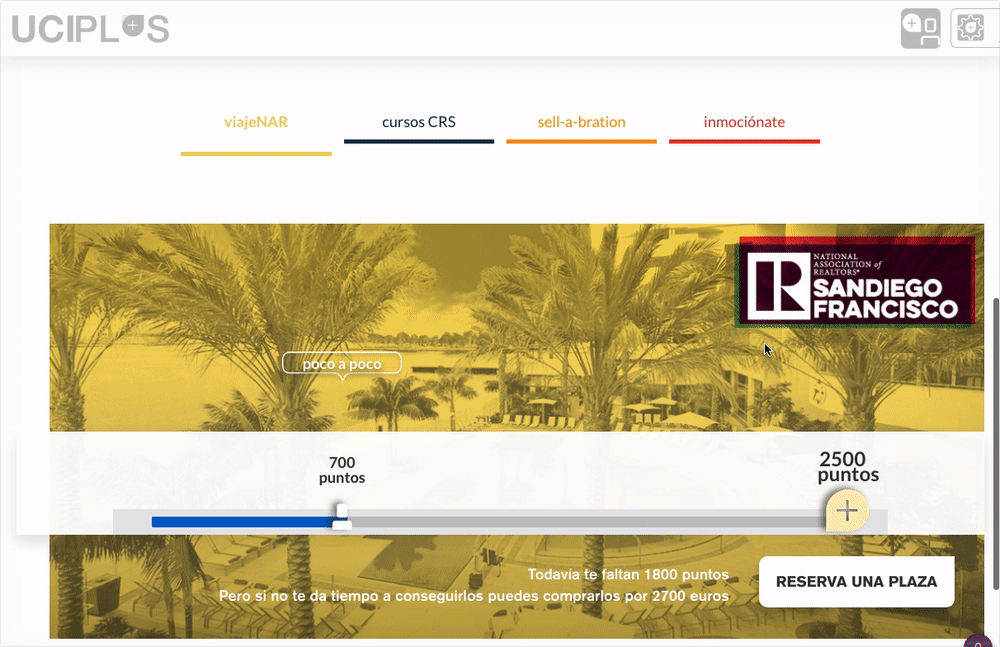 UCIPLUS
viajeNAR
cursos CRS
sell-a-bration
inmociónate
NATIONAL
ASSOCIATION of
REALTORS®
SANDIEGO
FRANCISCO
poco a poco
700
puntos
2500
puntos
Todavía te faltan 1800 puntos
Pero si no te da tiempo a conseguirlos puedes comprarlos por 2700 euros
RESERVA UNA PLAZA